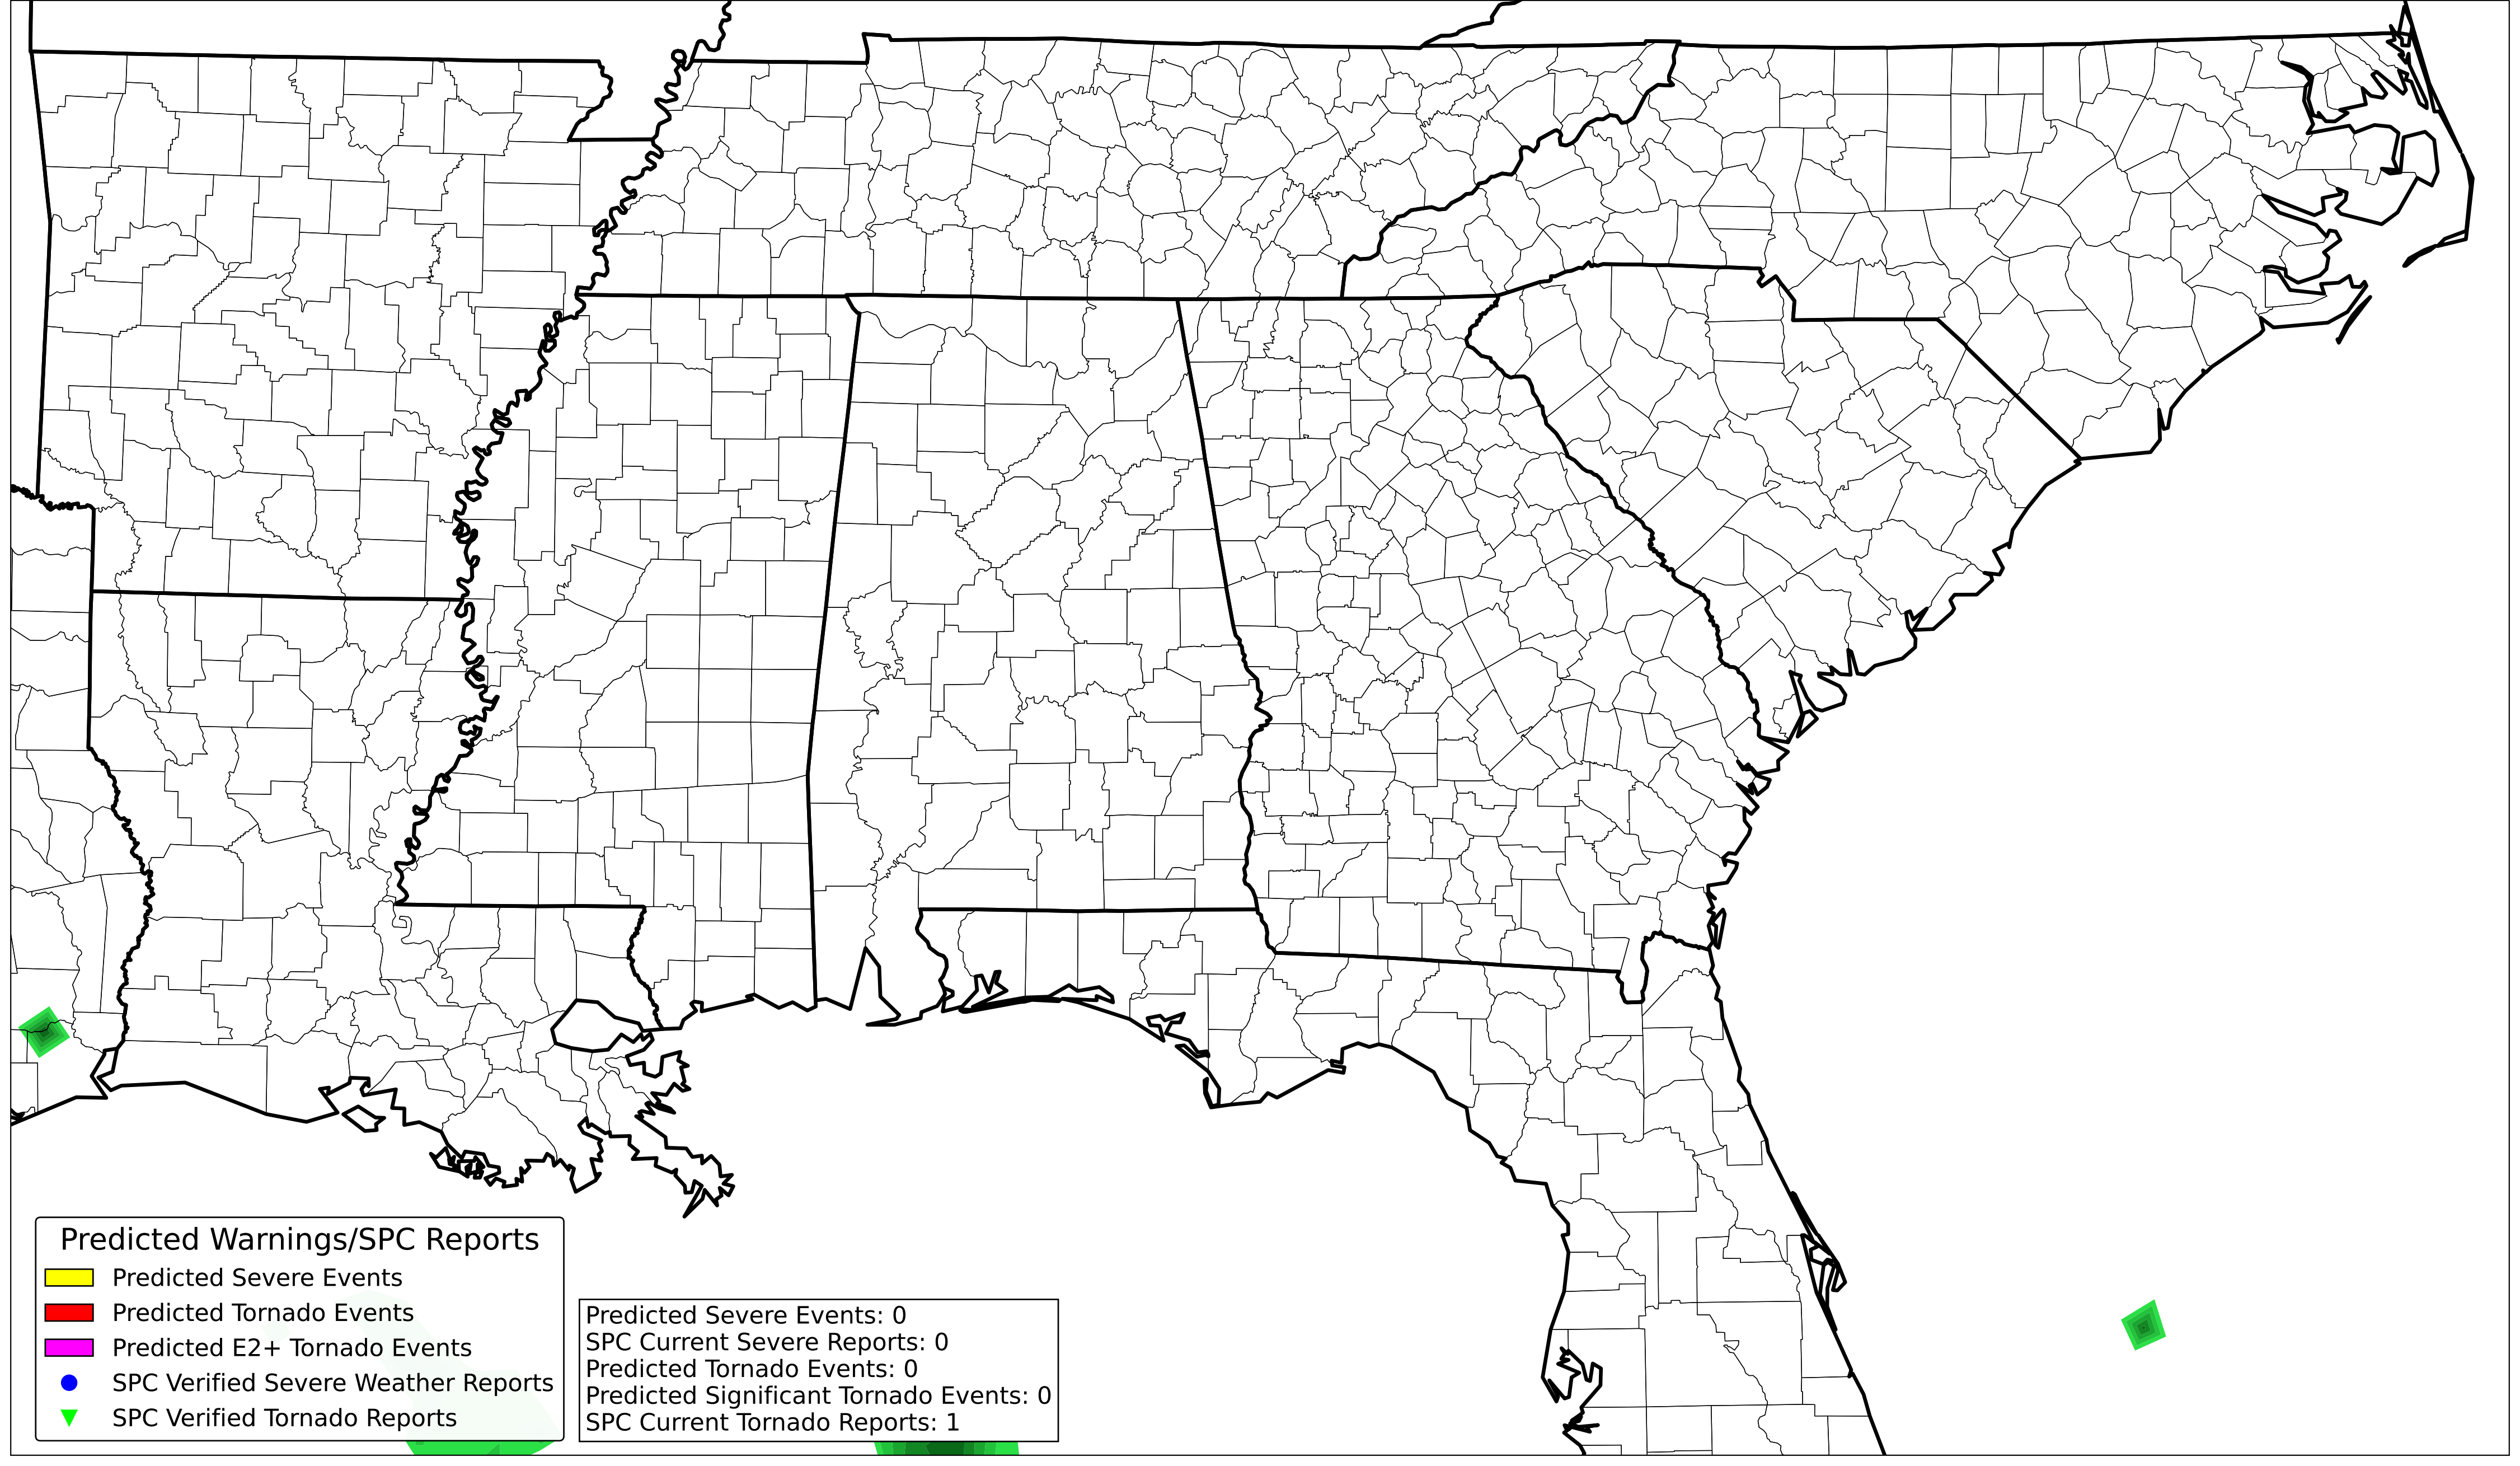 Predicted Warnings/SPC Reports
Predicted Severe Events
Predicted Tornado Events
Predicted E2+ Tornado Events
SPC Verified Severe Weather Reports
SPC Verified Tornado Reports
Predicted Severe Events: 0
SPC Current Severe Reports: 0
Predicted Tornado Events: 0
Predicted Significant Tornado Events: 0
SPC Current Tornado Reports: 1